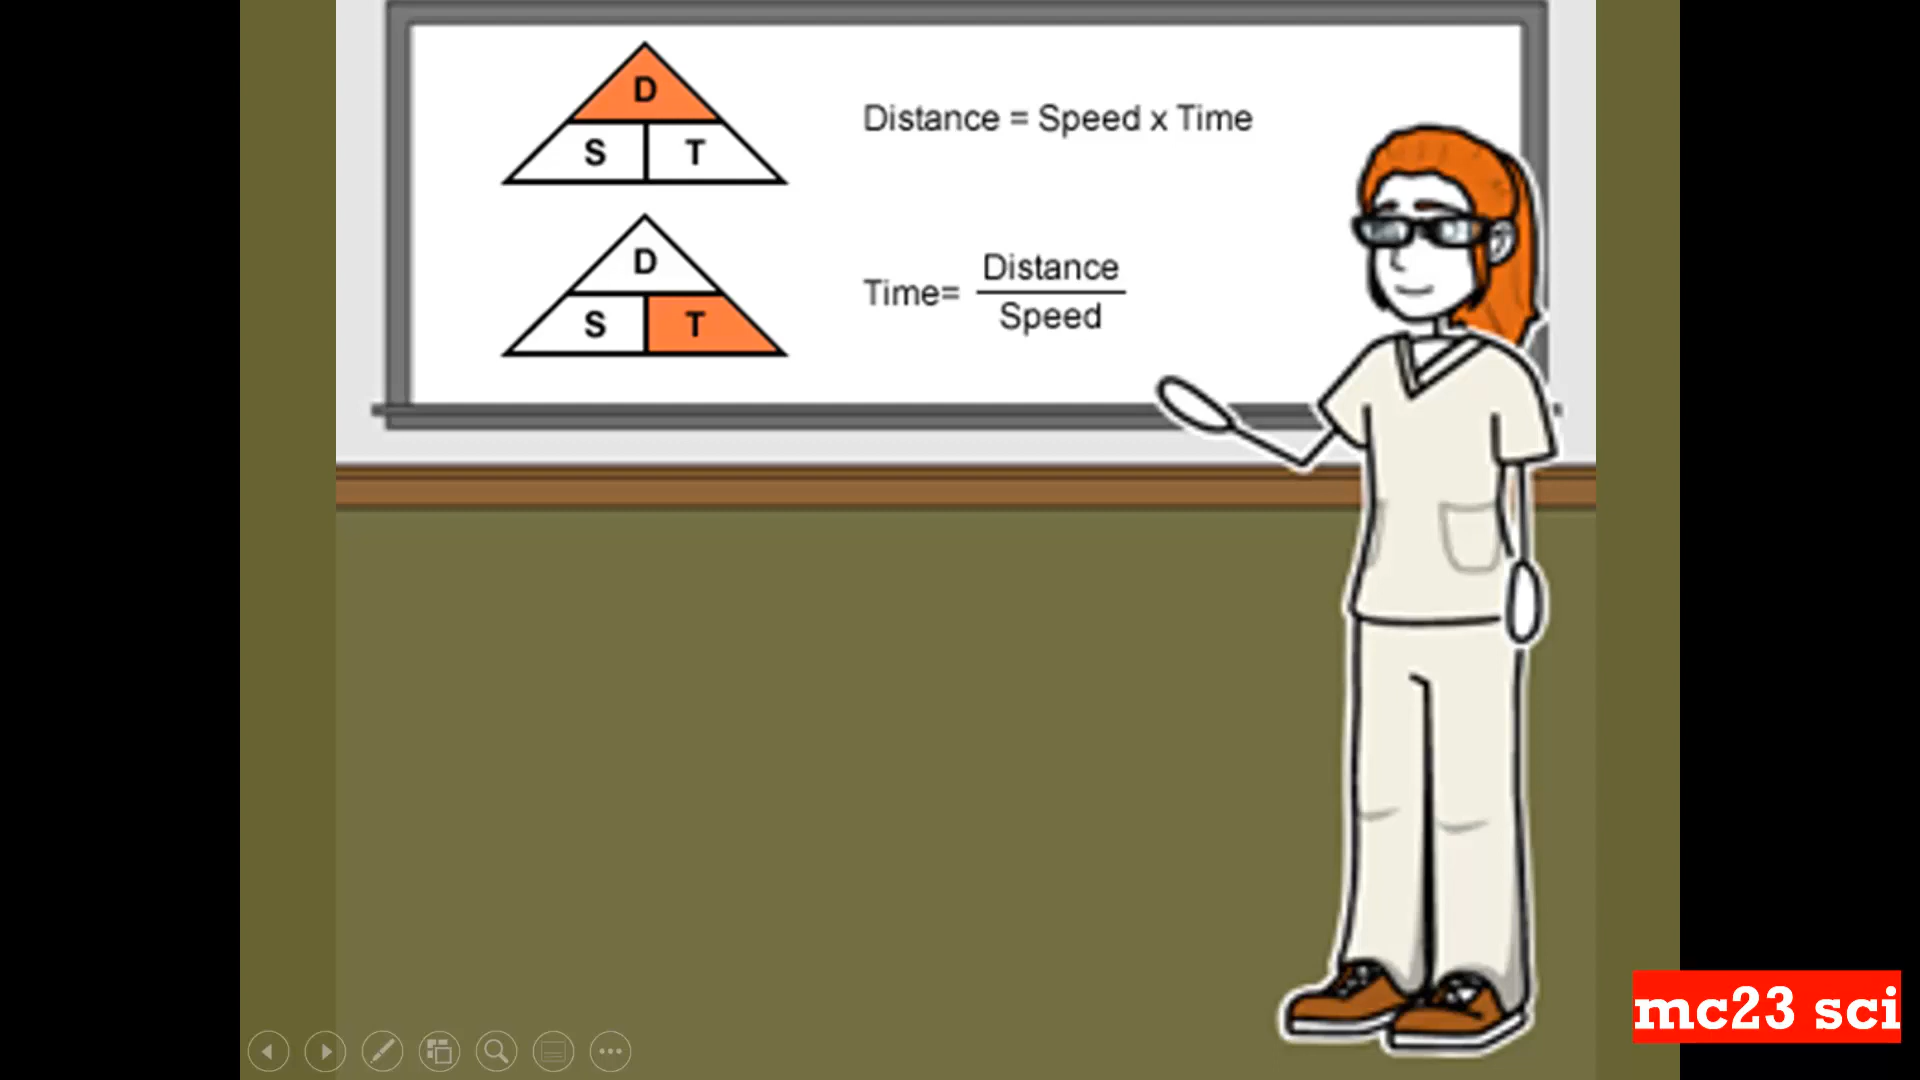 D
S T
Distance = Speed x Time
D
S T
Time= Distance
Speed
mc23 sci